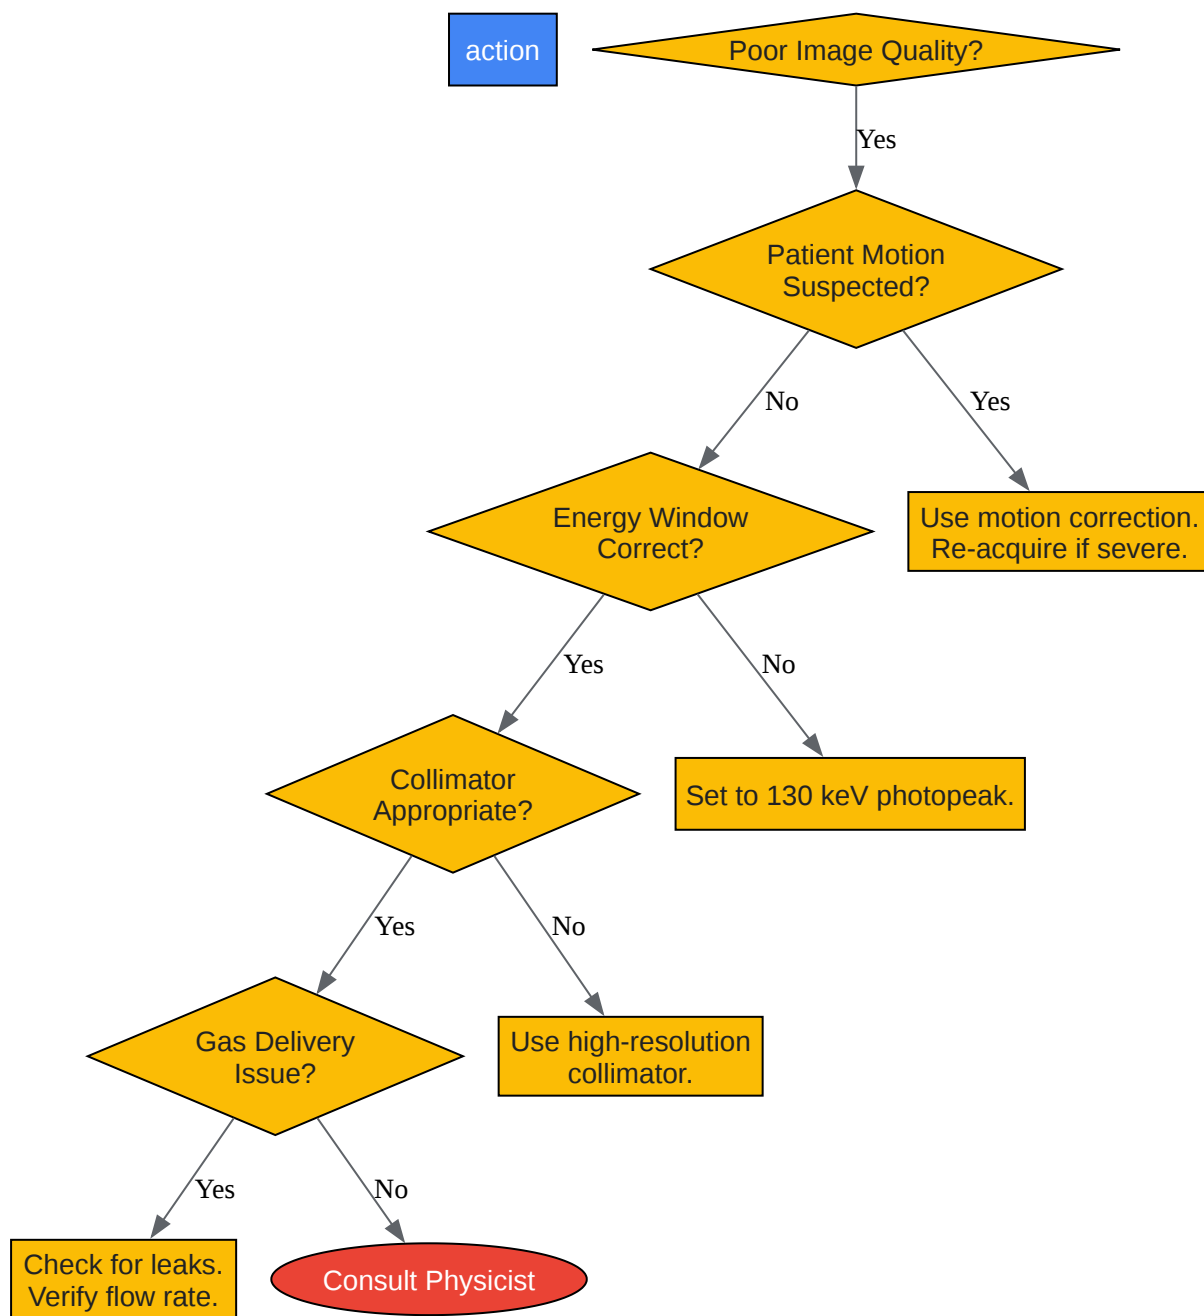 action
Poor Image Quality?
Yes
Patient Motion
Suspected?
No
Yes
Energy Window
Correct?
Use motion correction.
Re-acquire if severe.
Yes
No
Collimator
Appropriate?
Set to 130 keV photopeak.
Yes
No
Gas Delivery
Issue?
Use high-resolution
collimator.
Yes
No
Check for leaks.
Verify flow rate.
Consult Physicist